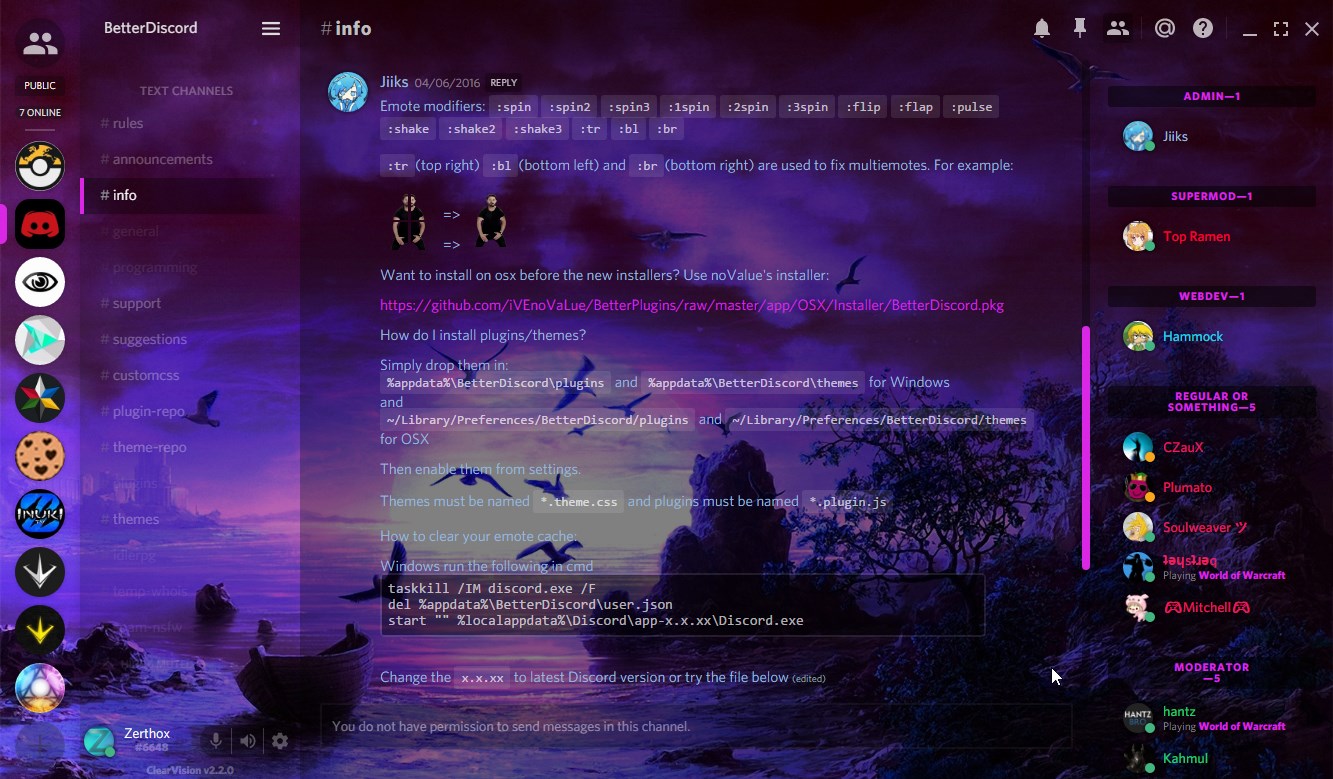 BetterDiscord
#info
PUBLIC
7 ONLINE
TEXT CHANNELS
# rules
# announcements
# info
# general
# programming
# support
# suggestions
# customcss
# plugin-repo
# theme-repo
# plugins
# themes
Zerthox
#6648
ClearVision v2.2.0
Jiiks 04/06/2016 REPLY
Emote modifiers: :spin :spin2 :spin3 :1spin :2spin :3spin :flip :flap :pulse
:shake :shake2 :shake3 :tr :bl :br
:tr (top right) :bl (bottom left) and :br (bottom right) are used to fix multiemotes. For example:
=>
=>
Want to install on osx before the new installers? Use noValue's installer:
https://github.com/iVEnoVaLue/BetterPlugins/raw/master/app/OSX/Installer/BetterDiscord.pkg
How do I install plugins/themes?
Simply drop them in:
%appdata%\BetterDiscord\plugins and %appdata%\BetterDiscord\themes for Windows
and
~/Library/Preferences/BetterDiscord/plugins and ~/Library/Preferences/BetterDiscord/themes
for OSX
Then enable them from settings.
Themes must be named *.theme.css and plugins must be named *.plugin.js
How to clear your emote cache:
Windows run the following in cmd
taskkill /IM discord.exe /F
del %appdata%\BetterDiscord\user.json
start "" %localappdata%\Discord\app-x.x.xx\Discord.exe
Change the x.x.xx to latest Discord version or try the file below (edited)
You do not have permission to send messages in this channel.
ADMIN—1
Jiiks
SUPERMOD—1
Top Ramen
WEBDEV—1
Hammock
REGULAR OR
SOMETHING—5
CZauX
Plumato
Soulweaver ツ
Playing World of Warcraft
Mitchell
MODERATOR
—5
hantz
Playing World of Warcraft
Kahmul